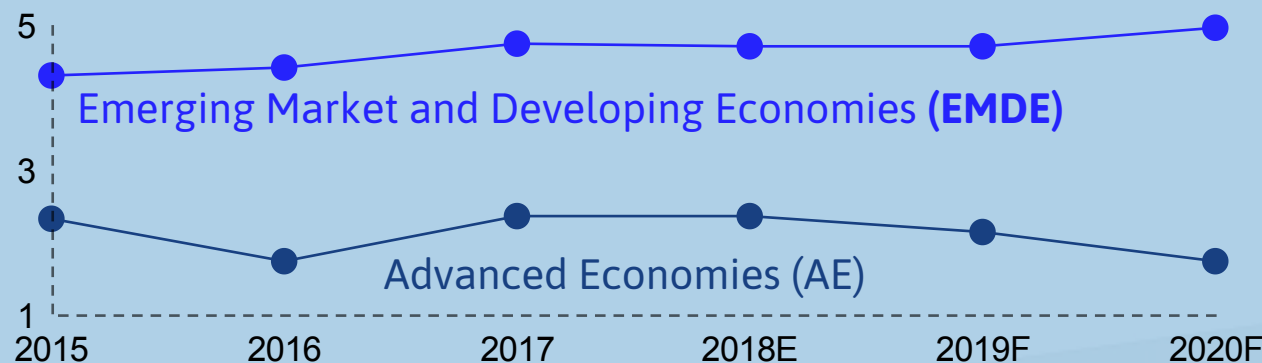 5
Emerging Market and Developing Economies (EMDE)
3
Advanced Economies (AE)
1
2015 2016 2017 2018E 2019F 2020F